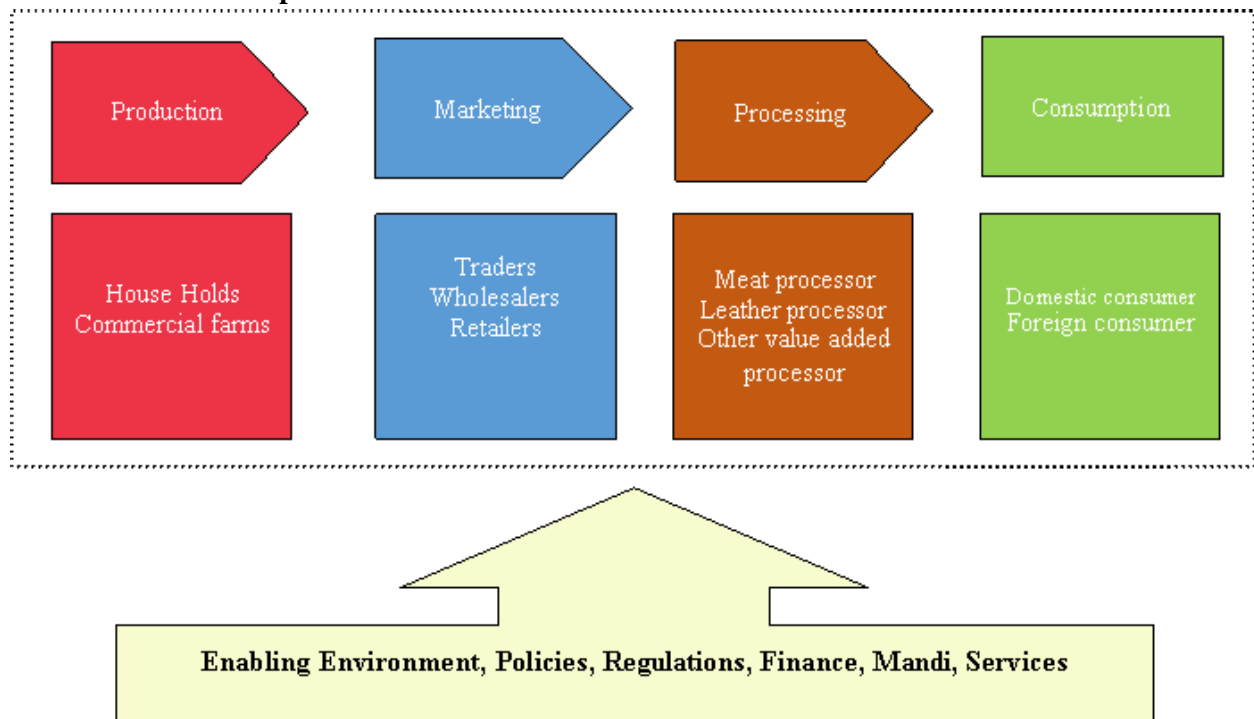 Production
Marketing
Processing
Consumption
House Holds
Commercial farms
Traders
Wholesalers
Retailers
Meat processor
Leather processor
Other value added
processor
Domestic consumer
Foreign consumer
Enabling Environment, Policies, Regulations, Finance, Mandi, Services